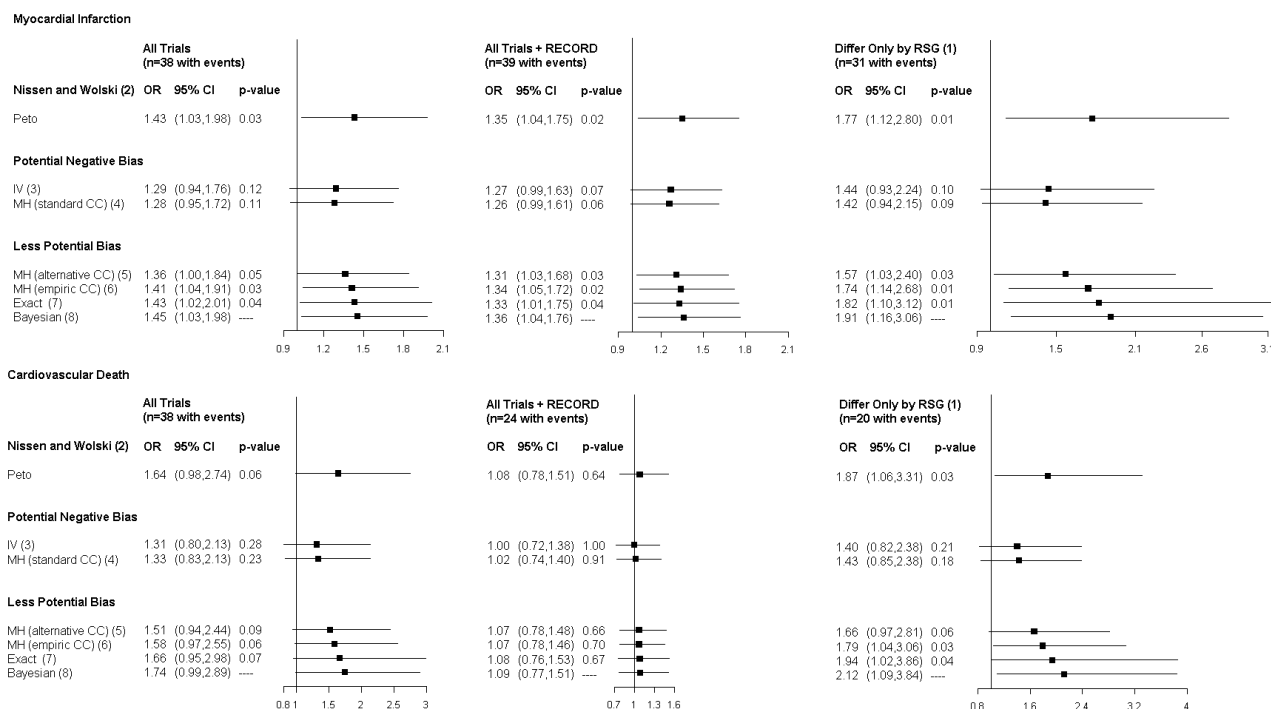 Myocardial Infarction
All Trials All Trials + RECORD Differ Only by RSG (1)
(n=38 with events) (n=39 with events) (n=31 with events)
Nissen and Wolski (2) OR 95% CI p-value OR 95% CI p-value OR 95% CI p-value
Peto 1.43 (1.03,1.98) 0.03 1.35 (1.04,1.75) 0.02 1.77 (1.12,2.80) 0.01
Potential Negative Bias
IV (3) 1.29 (0.94,1.76) 0.12 1.27 (0.99,1.63) 0.07 1.44 (0.93,2.24) 0.10
MH (standard CC) (4) 1.28 (0.95,1.72) 0.11 1.26 (0.99,1.61) 0.06 1.42 (0.94,2.15) 0.09
Less Potential Bias
MH (alternative CC) (5) 1.36 (1.00,1.84) 0.05 1.31 (1.03,1.68) 0.03 1.57 (1.03,2.40) 0.03
MH (empiric CC) (6) 1.41 (1.04,1.91) 0.03 1.34 (1.05,1.72) 0.02 1.74 (1.14,2.68) 0.01
Exact (7) 1.43 (1.02,2.01) 0.04 1.33 (1.01,1.75) 0.04 1.82 (1.10,3.12) 0.01
Bayesian (8) 1.45 (1.03,1.98) ---- 1.36 (1.04,1.76) ---- 1.91 (1.16,3.06) ----
0.9 1.2 1.5 1.8 2.1 0.9 1.2 1.5 1.8 2.1 0.9 1.5 2.1 2.6 3.1
Cardiovascular Death
All Trials All Trials + RECORD Differ Only by RSG (1)
(n=38 with events) (n=24 with events) (n=20 with events)
Nissen and Wolski (2) OR 95% CI p-value OR 95% CI p-value OR 95% CI p-value
Peto 1.64 (0.98,2.74) 0.06 1.08 (0.78,1.51) 0.64 1.87 (1.06,3.31) 0.03
Potential Negative Bias
IV (3) 1.31 (0.80,2.13) 0.28 1.00 (0.72,1.38) 1.00 1.40 (0.82,2.38) 0.21
MH (standard CC) (4) 1.33 (0.83,2.13) 0.23 1.02 (0.74,1.40) 0.91 1.43 (0.85,2.38) 0.18
Less Potential Bias
MH (alternative CC) (5) 1.51 (0.94,2.44) 0.09 1.07 (0.78,1.48) 0.66 1.66 (0.97,2.81) 0.06
MH (empiric CC) (6) 1.58 (0.97,2.55) 0.06 1.07 (0.78,1.46) 0.70 1.79 (1.04,3.06) 0.03
Exact (7) 1.66 (0.95,2.98) 0.07 1.08 (0.76,1.53) 0.67 1.94 (1.02,3.86) 0.04
Bayesian (8) 1.74 (0.99,2.89) ---- 1.09 (0.77,1.51) ---- 2.12 (1.09,3.84) ----
0.8 1 1.5 2 2.5 3 0.7 1 1.3 1.6 0.8 1.6 2.4 3.2 4